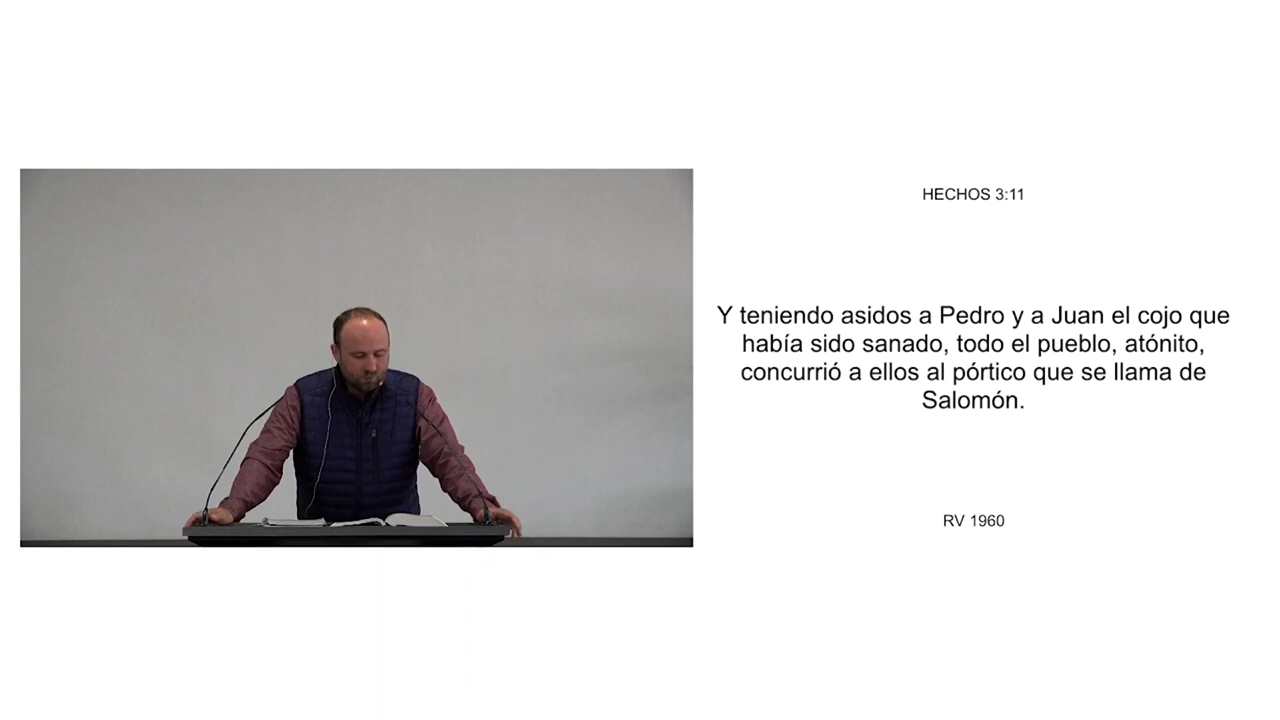 HECHOS 3:11
Y teniendo asidos a Pedro y a Juan el cojo que
había sido sanado, todo el pueblo, atónito,
concurrió a ellos al pórtico que se llama de
Salomón.
RV 1960